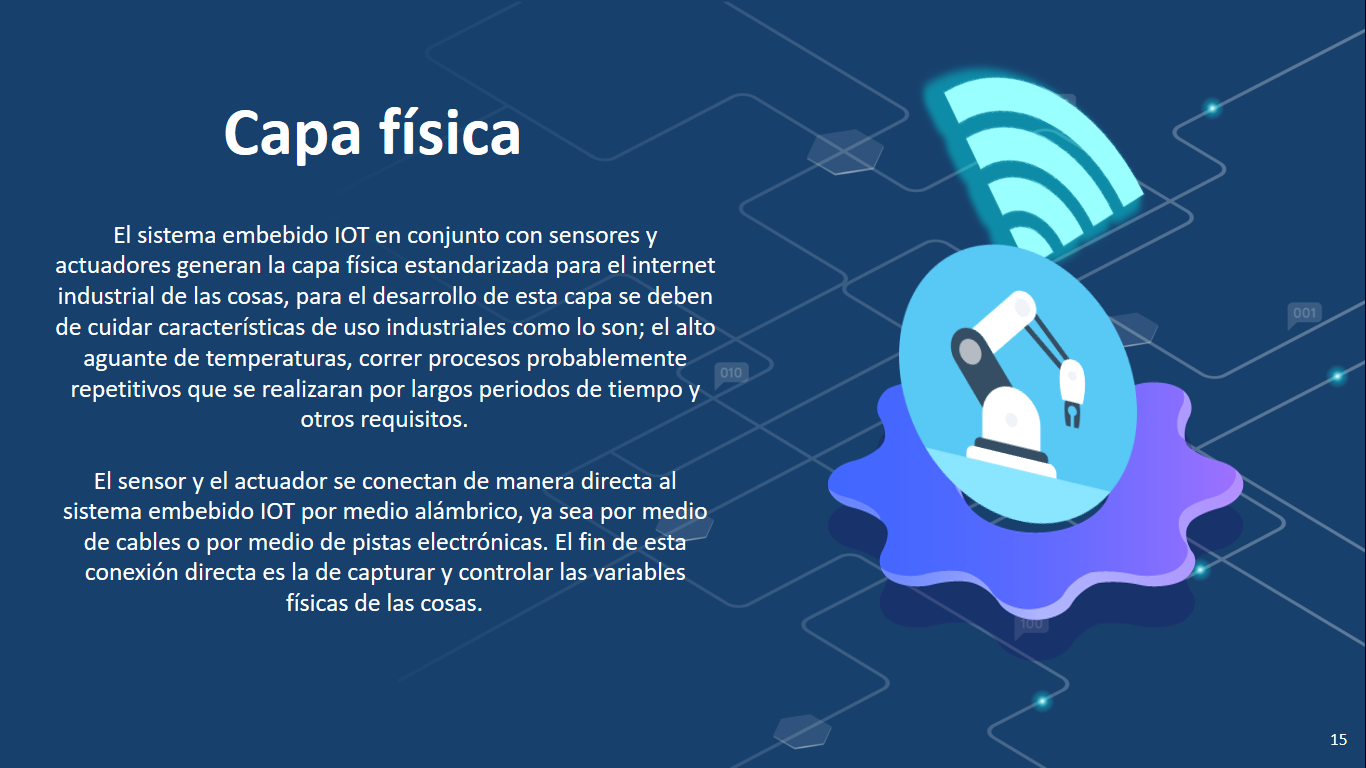 Capa física
El sistema embebido IOT en conjunto con sensores y
actuadores generan la capa física estandarizada para el internet
industrial de las cosas, para el desarrollo de esta capa se deben
de cuidar características de uso industriales como lo son; el alto
aguante de temperaturas, correr procesos probablemente
repetitivos que se realizaran por largos periodos de tiempo y
otros requisitos.
El sensor y el actuador se conectan de manera directa al
sistema embebido IOT por medio alámbrico, ya sea por medio
de cables o por medio de pistas electrónicas. El fin de esta
conexión directa es la de capturar y controlar las variables
físicas de las cosas.
010
001
100
15